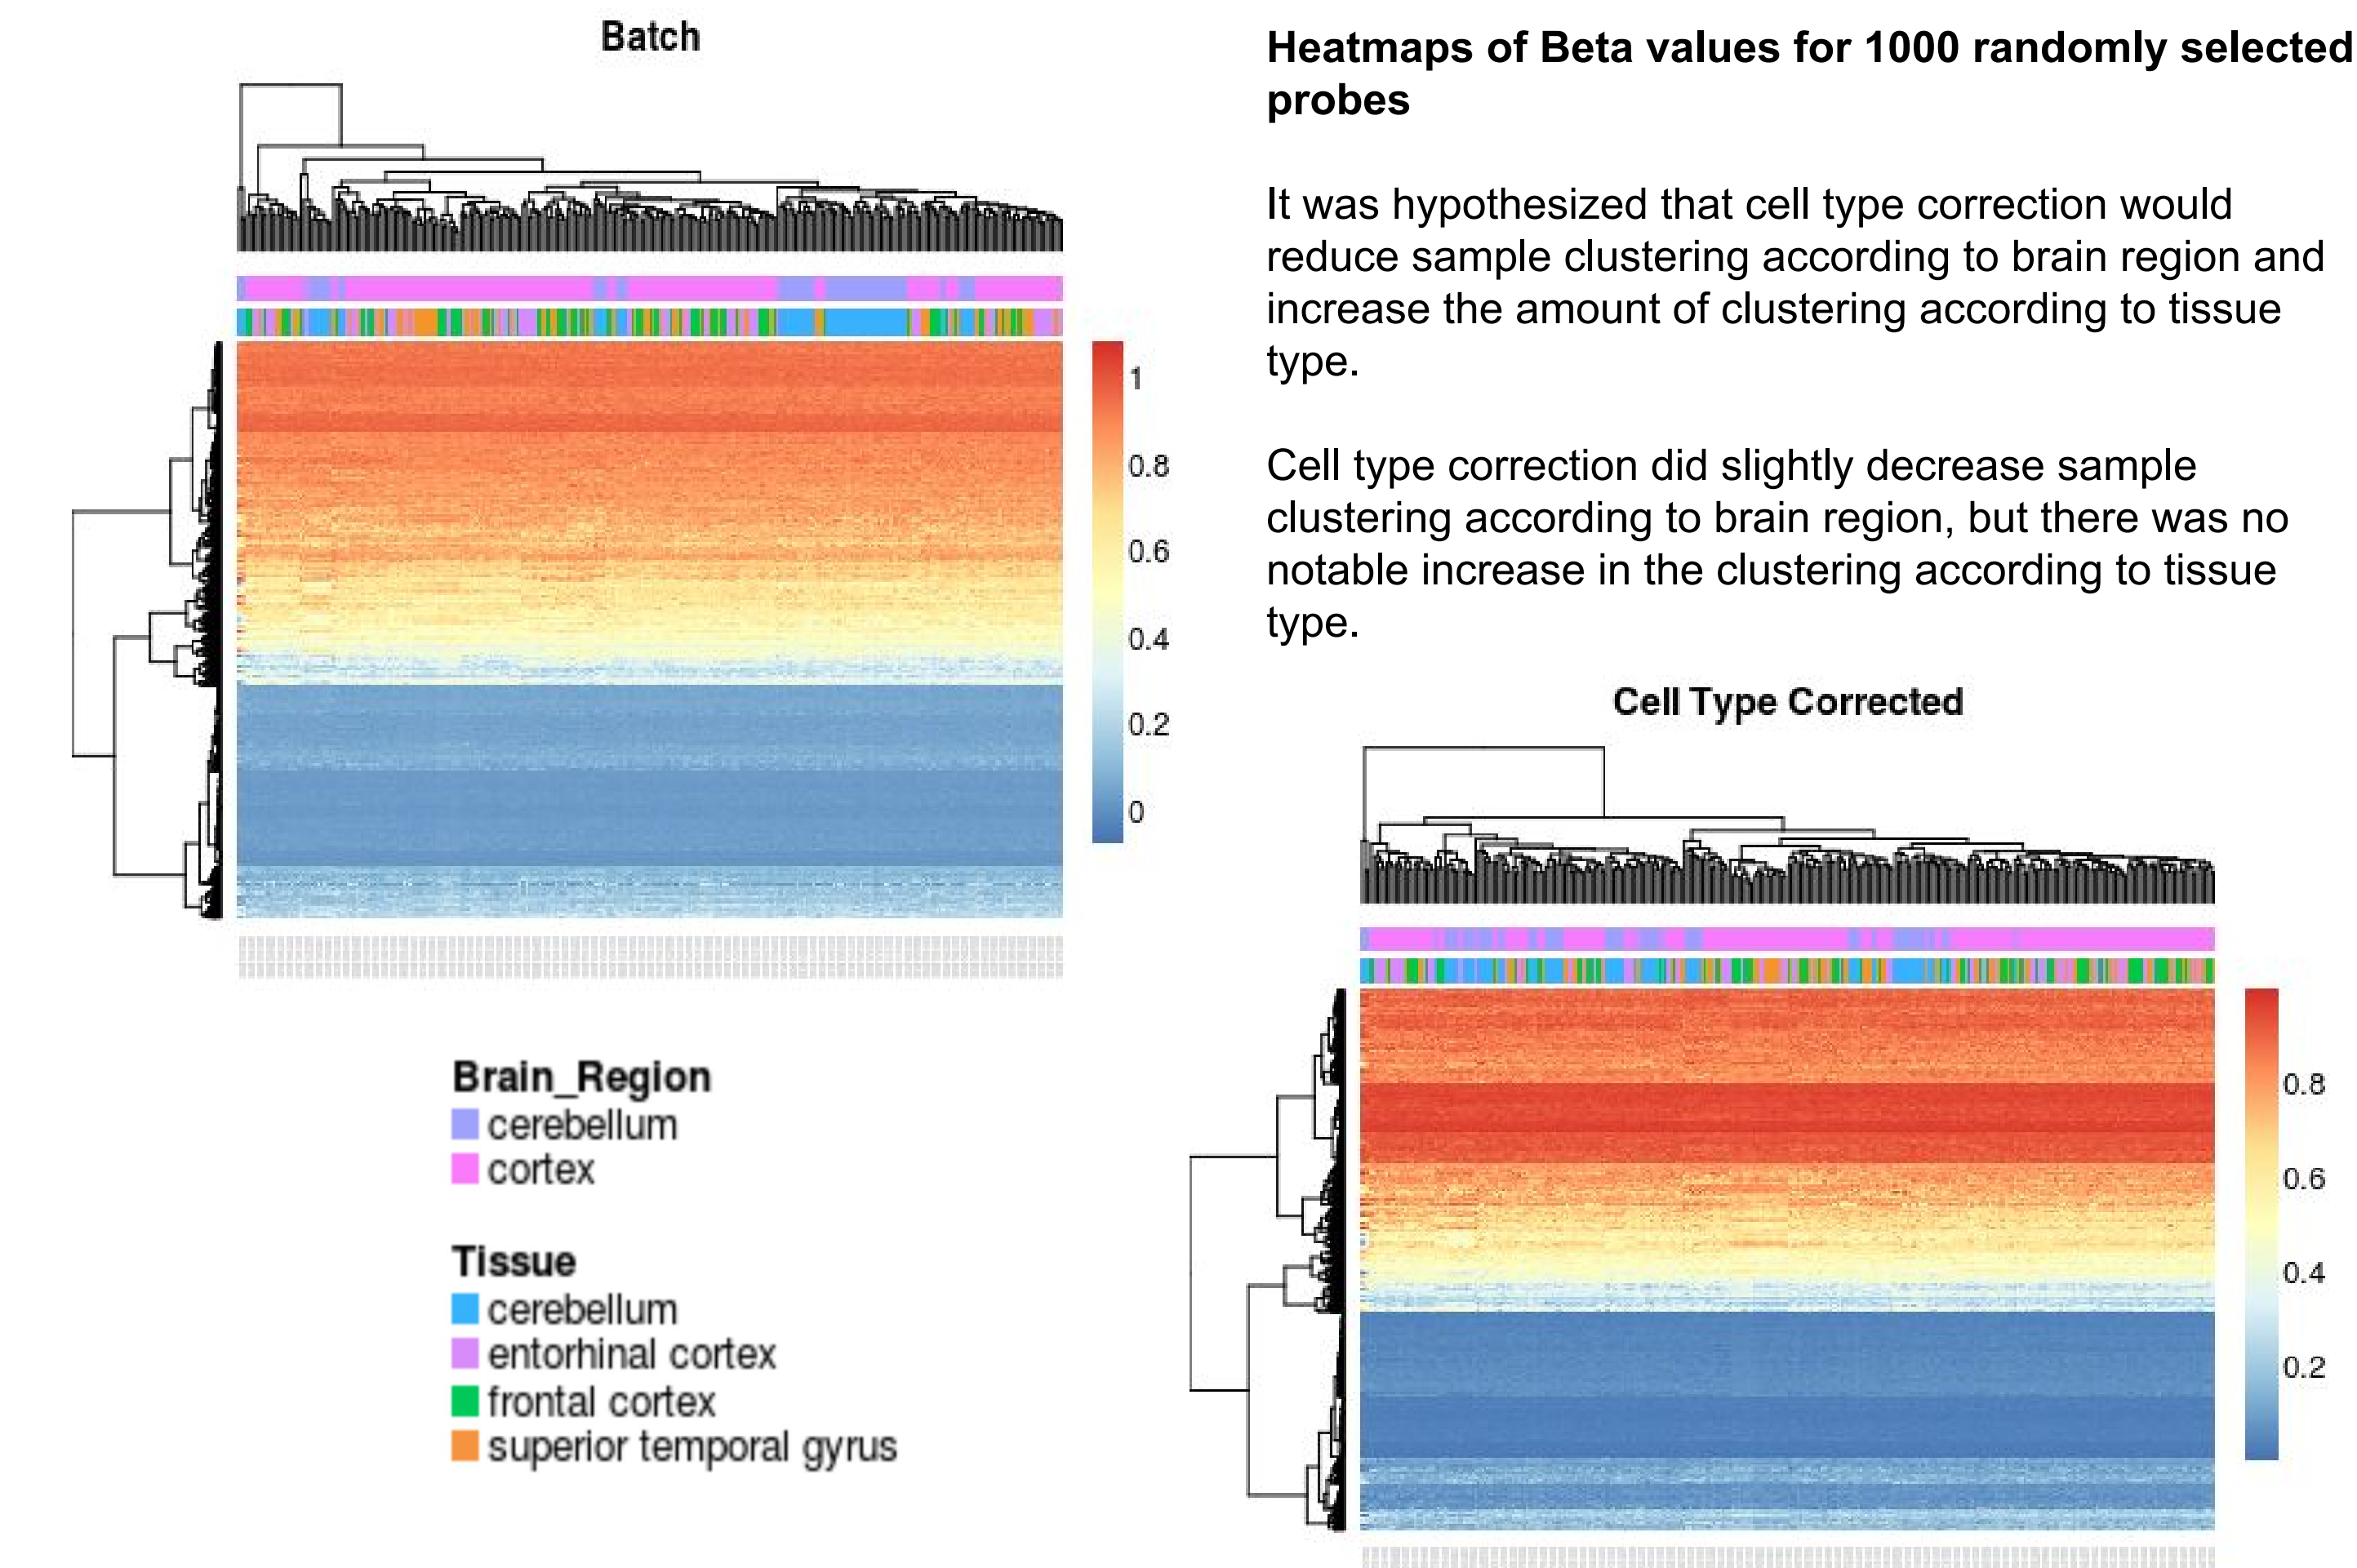 Batch
Heatmaps of Beta values for 1000 randomly selected
probes
It was hypothesized that cell type correction would
reduce sample clustering according to brain region and
increase the amount of clustering according to tissue
type.
Cell type correction did slightly decrease sample
clustering according to brain region, but there was no
notable increase in the clustering according to tissue
type.
1
0.8
0.6
0.4
0.2
0
Brain_Region
cerebellum
cortex
Tissue
cerebellum
entorhinal cortex
frontal cortex
superior temporal gyrus
Cell Type Corrected
0.8
0.6
0.4
0.2